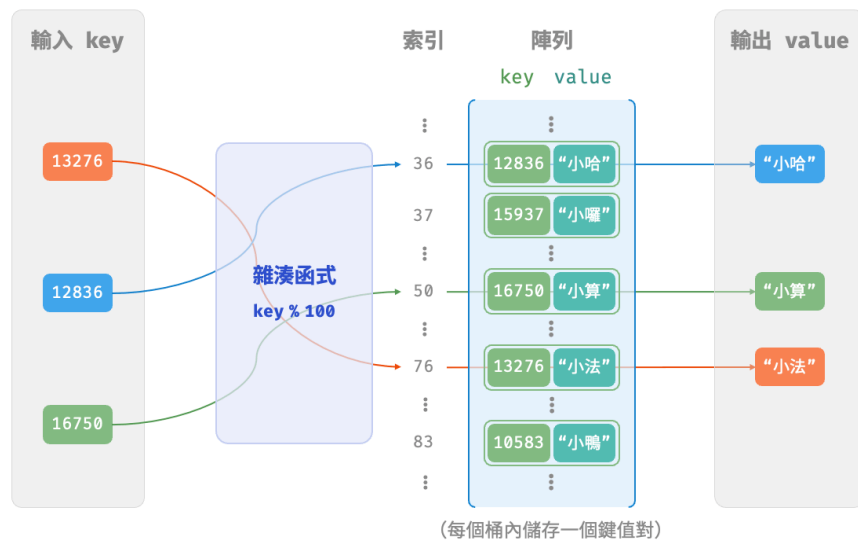 輸入 key
索引
陣列
輸出 value
key value
13276
12836
16750
雜湊函式
key % 100
36
37
50
76
83
12836 “小哈”
15937 “小囉”
16750 “小算”
13276 “小法”
10583 “小鴨”
“小哈”
“小算”
“小法”
（每個桶內儲存一個鍵值對）